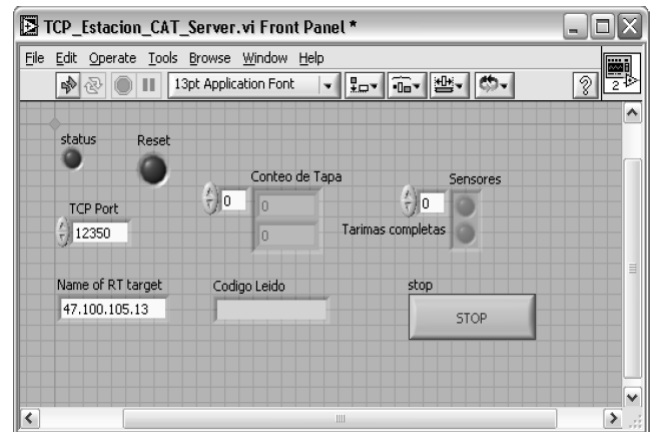 TCP_Estacion_CAT_Server.vi Front Panel *
File Edit Operate Tools Browse Window Help
13pt Application Font
2
status Reset
Conteo de Tapa
Sensores
0
0
0
0
TCP Port
12350
Tarimas completas
Name of RT target
Codigo Leido
stop
47.100.105.13
STOP